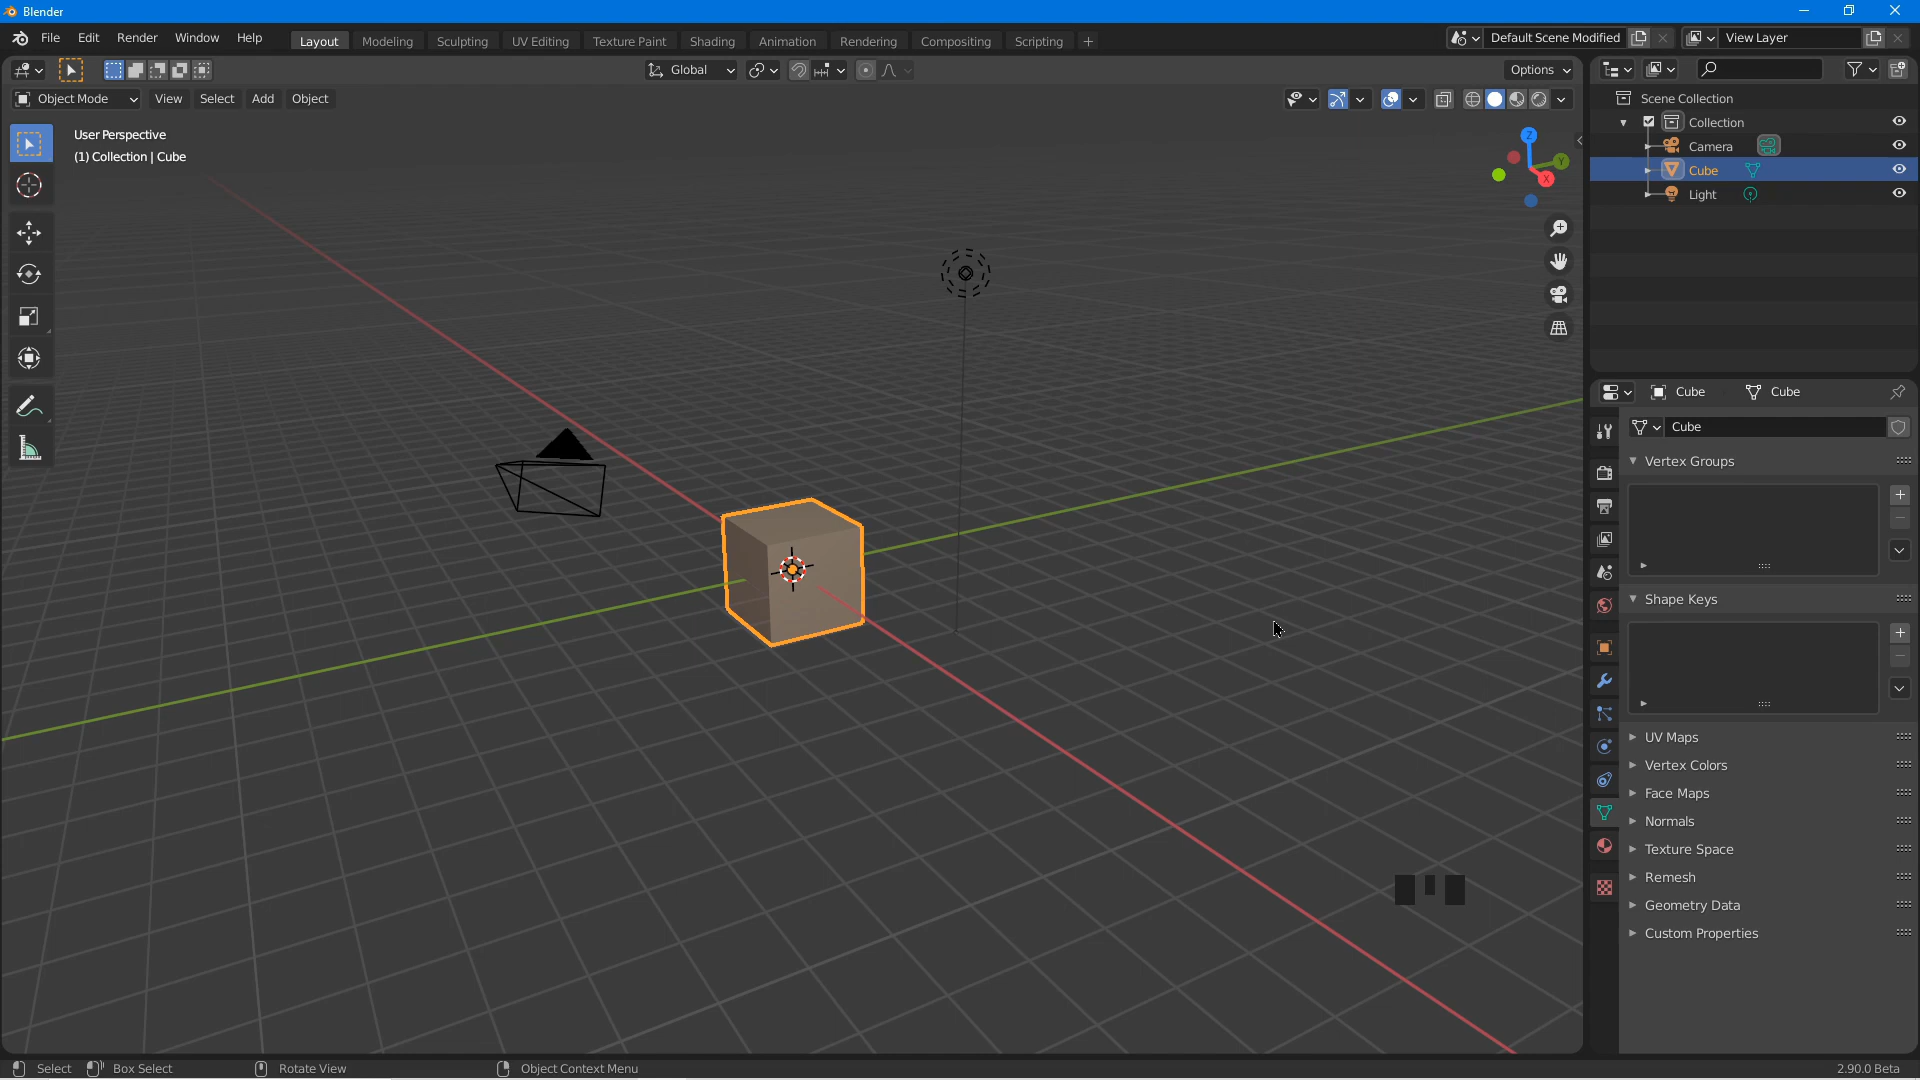 Blender
File Edit Render Window Help Layout Modeling Sculpting UV Editing Texture Paint Shading Animation Rendering Compositing Scripting + Default Scene Modified View Layer
Global Options
Object Mode View Select Add Object
User Perspective
(1) Collection | Cube
Z
Y
X
Scene Collection
Collection
Camera
Cube
Light
Cube Cube
Cube
Vertex Groups
Shape Keys
UV Maps
Vertex Colors
Face Maps
Normals
Texture Space
Remesh
Geometry Data
Custom Properties
Select Box Select Rotate View Object Context Menu 2.90.0 Beta